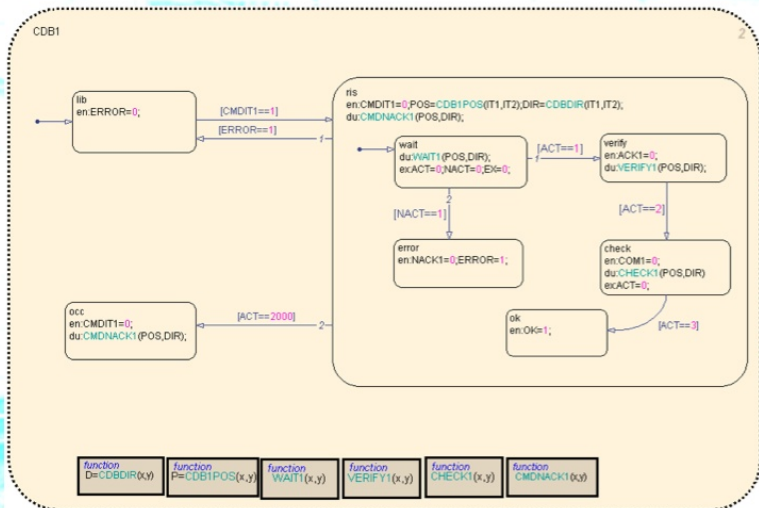 CDB1
2
lib
en:ERROR=0;
[CMDIT1==1]
[ERROR==1]
1
ris
en:CMDIT1=0;POS=CDB1POS(IT1,IT2);DIR=CDBDIR(IT1,IT2);
du:CMDNACK1(POS,DIR);
wait
du:WAIT1(POS,DIR);
ex:ACT=0;NACT=0;EX=0;
[ACT==1]
1
verify
en:ACK1=0;
du:VERIFY1(POS,DIR);
2
[NACT==1]
[ACT==2]
error
en:NACK1=0;ERROR=1;
check
en:COM1=0;
du:CHECK1(POS,DIR)
ex:ACT=0;
occ
en:CMDIT1=0;
du:CMDNACK1(POS,DIR);
[ACT==2000]
2
ok
en:OK=1;
[ACT==3]
function
D=CDBDIR(x,y)
function
P=CDB1POS(x,y)
function
WAIT1(x,y)
function
VERIFY1(x,y)
function
CHECK1(x,y)
function
CMDNACK1(x,y)